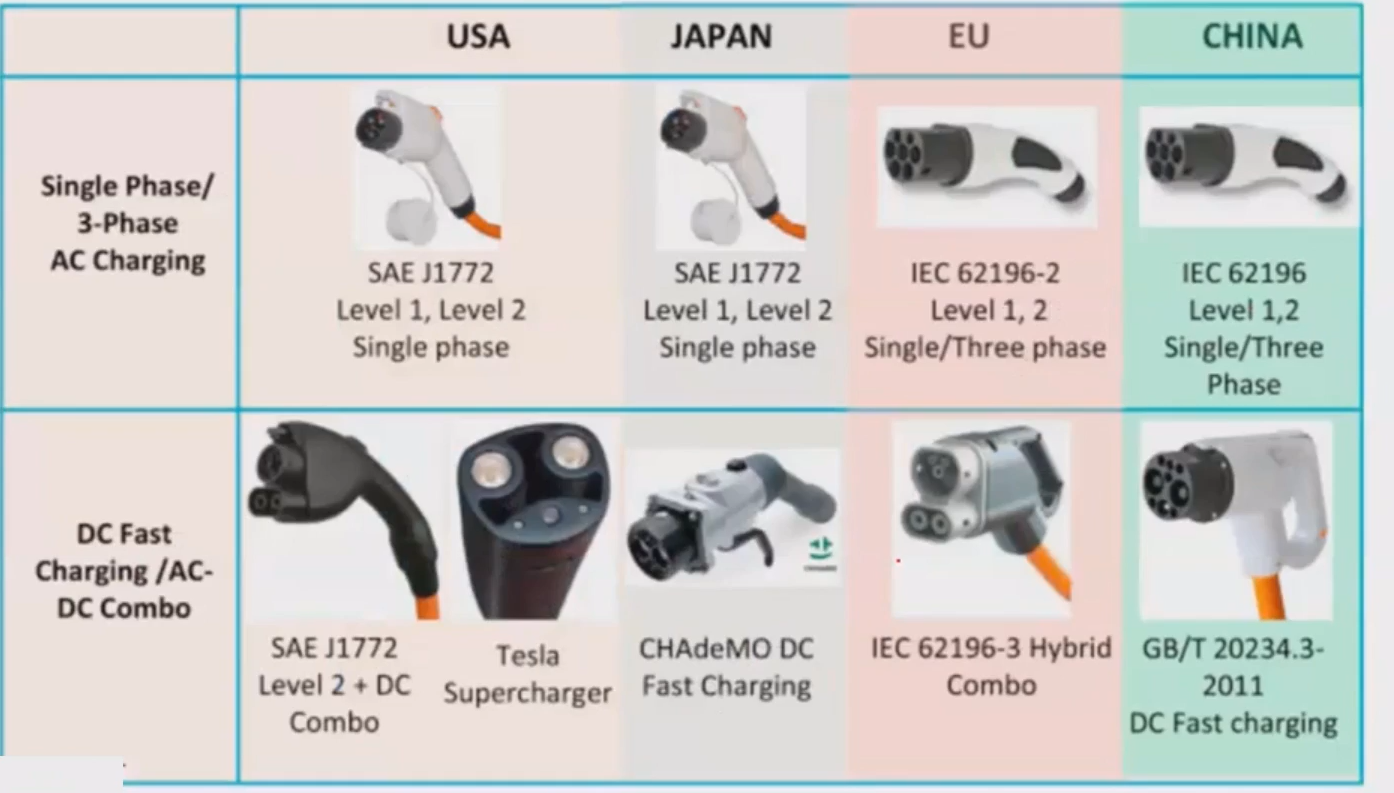 USA
JAPAN
EU
CHINA
Single Phase/
3-Phase
AC Charging
SAE J1772
Level 1, Level 2
Single phase
SAE J1772
Level 1, Level 2
Single phase
IEC 62196-2
Level 1, 2
Single/Three phase
IEC 62196
Level 1,2
Single/Three
Phase
DC Fast
Charging /AC-
DC Combo
SAE J1772
Level 2 + DC
Combo
Tesla
Supercharger
CHAdeMO DC
Fast Charging
IEC 62196-3 Hybrid
Combo
GB/T 20234.3-
2011
DC Fast charging